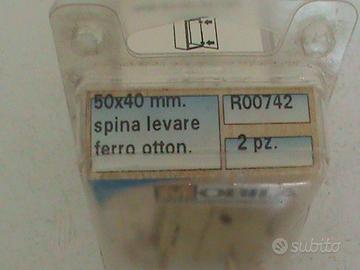 50x40 mm.
spina levare
ferro otton.
R00742
2 pz.
subito